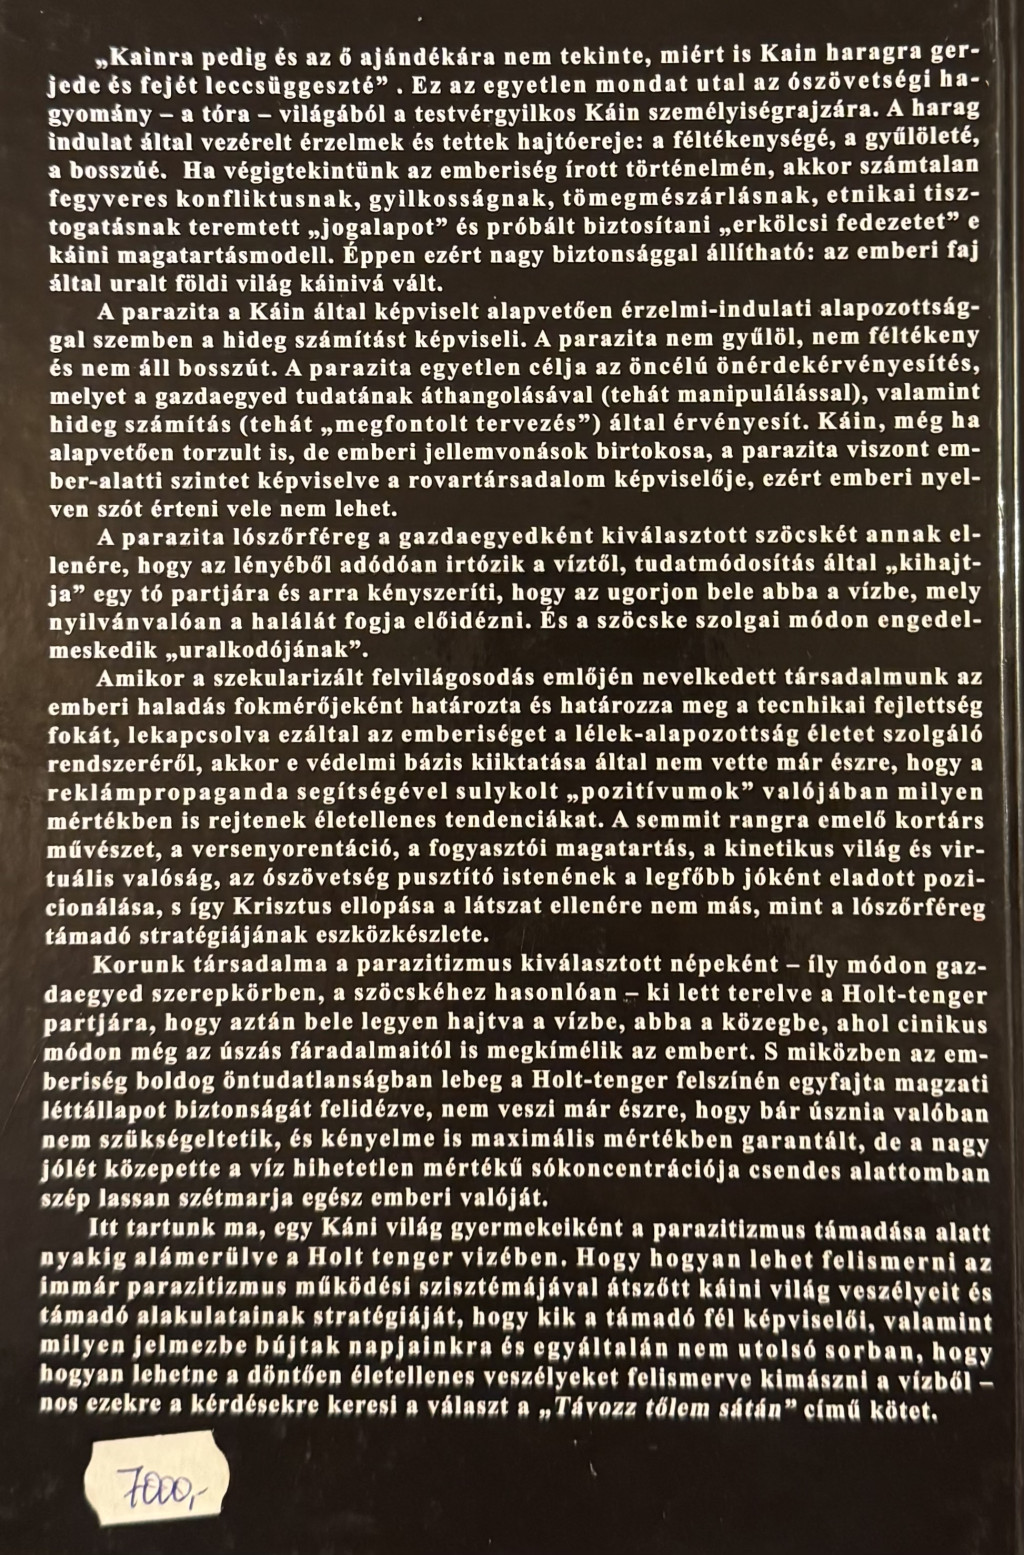 „Kainra pedig és az ő ajándékára nem tekinte, miért is Kain haragra ger-
jede és fejét leccsüggeszté” . Ez az egyetlen mondat utal az ószövetségi ha-
gyomány – a tóra – világából a testvérgyilkos Káin személyiségrajzára. A harag
indulat által vezérelt érzelmek és tettek hajtóereje: a féltékenységé, a gyűlöleté,
a bosszúé. Ha végigtekintünk az emberiség írott történelmén, akkor számtalan
fegyveres konfliktusnak, gyilkosságnak, tömegmészárlásnak, etnikai tisz-
togatásnak teremtett „jogalapot” és próbált biztosítani „erkölcsi fedezetet” e
káini magatartásmodell. Éppen ezért nagy biztonsággal állítható: az emberi faj
által uralt földi világ káinivá vált.
A parazita a Káin által képviselt alapvetően érzelmi-indulati alapozottság-
gal szemben a hideg számítást képviseli. A parazita nem gyűlöl, nem féltékeny
és nem áll bosszút. A parazita egyetlen célja az öncélú önérdekérvényesítés,
melyet a gazdaegyed tudatának áthangolásával (tehát manipulálással), valamint
hideg számítás (tehát „megfontolt tervezés”) által érvényesít. Káin, még ha
alapvetően torzult is, de emberi jellemvonások birtokosa, a parazita viszont em-
ber-alatti szintet képviselve a rovartársadalom képviselője, ezért emberi nyel-
ven szót érteni vele nem lehet.
A parazita lószőrféreg a gazdaegyedként kiválasztott szöcskét annak el-
lenére, hogy az lényéből adódóan irtózik a víztől, tudatmódosítás által „kihajt-
ja” egy tó partjára és arra kényszeríti, hogy az ugorjon bele abba a vízbe, mely
nyilvánvalóan a halálát fogja előidézni. És a szöcske szolgai módon engedel-
meskedik „uralkodójának”.
Amikor a szekularizált felvilágosodás emlőjén nevelkedett társadalmunk az
emberi haladás fokmérőjeként határozta és határozza meg a tecnhikai fejlettség
fokát, lekapcsolva ezáltal az emberiséget a lélek-alapozottság életet szolgáló
rendszeréről, akkor e védelmi bázis kiiktatása által nem vette már észre, hogy a
reklámpropaganda segítségével sulykolt „pozitívumok” valójában milyen
mértékben is rejtenek életellenes tendenciákat. A semmit rangra emelő kortárs
művészet, a versenyorentáció, a fogyasztói magatartás, a kinetikus világ és vir-
tuális valóság, az ószövetség pusztító istenének a legfőbb jóként eladott pozi-
cionálása, s így Krisztus ellopása a látszat ellenére nem más, mint a lószőrféreg
támadó stratégiájának eszközkészlete.
Korunk társadalma a parazitizmus kiválasztott népeként – íly módon gaz-
daegyed szerepkörben, a szöcskéhez hasonlóan – ki lett terelve a Holt-tenger
partjára, hogy aztán bele legyen hajtva a vízbe, abba a közegbe, ahol cinikus
módon még az úszás fáradalmaitól is megkímélik az embert. S miközben az em-
beriség boldog öntudatlanságban lebeg a Holt-tenger felszínén egyfajta magzati
léttállapot biztonságát felidézve, nem veszi már észre, hogy bár úsznia valóban
nem szükségeltetik, és kényelme is maximális mértékben garantált, de a nagy
jólét közepette a víz hihetetlen mértékű sókoncentrációja csendes alattomban
szép lassan szétmarja egész emberi valóját.
Itt tartunk ma, egy Káni világ gyermekeiként a parazitizmus támadása alatt
nyakig alámerülve a Holt tenger vizében. Hogy hogyan lehet felismerni az
immár parazitizmus működési szisztémájával átszőtt káini világ veszélyeit és
támadó alakulatainak stratégiáját, hogy kik a támadó fél képviselői, valamint
milyen jelmezbe bújtak napjainkra és egyáltalán nem utolsó sorban, hogy
hogyan lehetne a döntően életellenes veszélyeket felismerve kimászni a vízből –
nos ezekre a kérdésekre keresi a választ a „Távozz tőlem sátán” című kötet.
7000,-